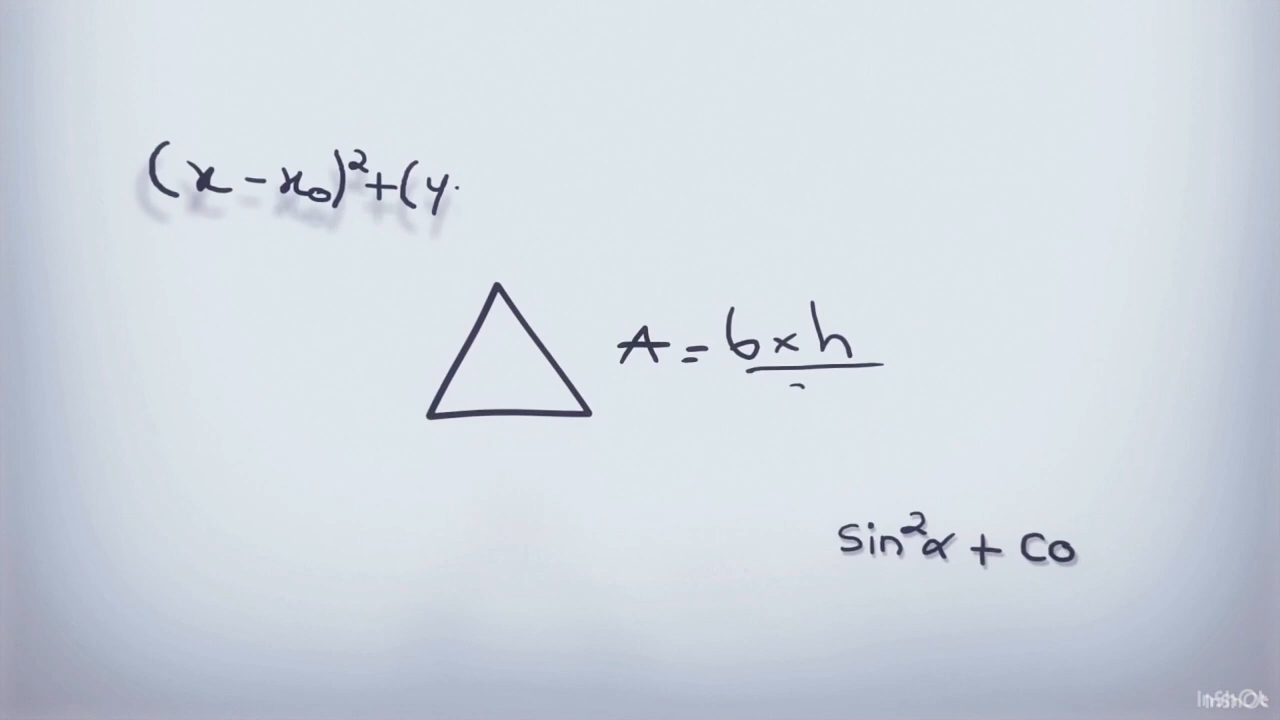 (x - x₀)² + (y
A = b×h
sin²α + co